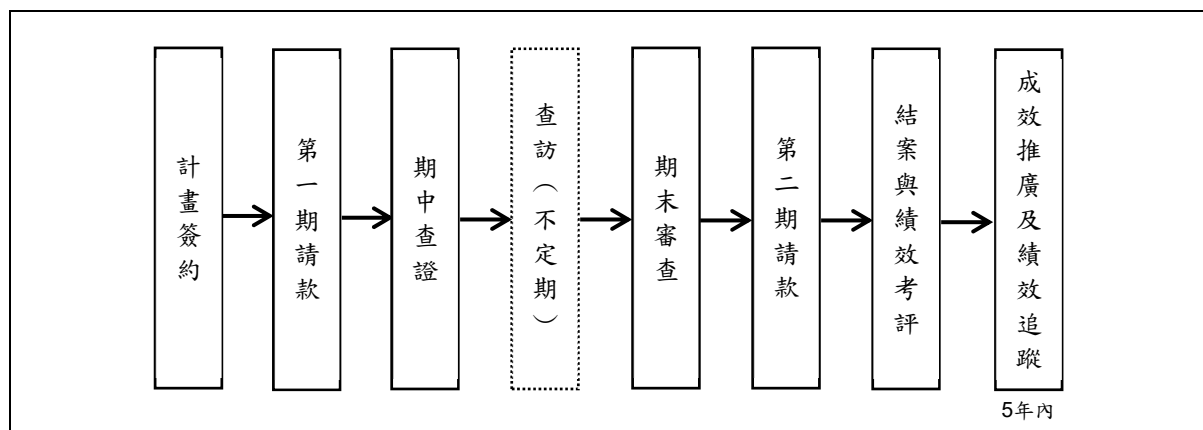 計畫簽約
第一期請款
期中查證
查訪（不定期）
期末審查
第二期請款
結案與績效考評
成效推廣及績效追蹤
5年內